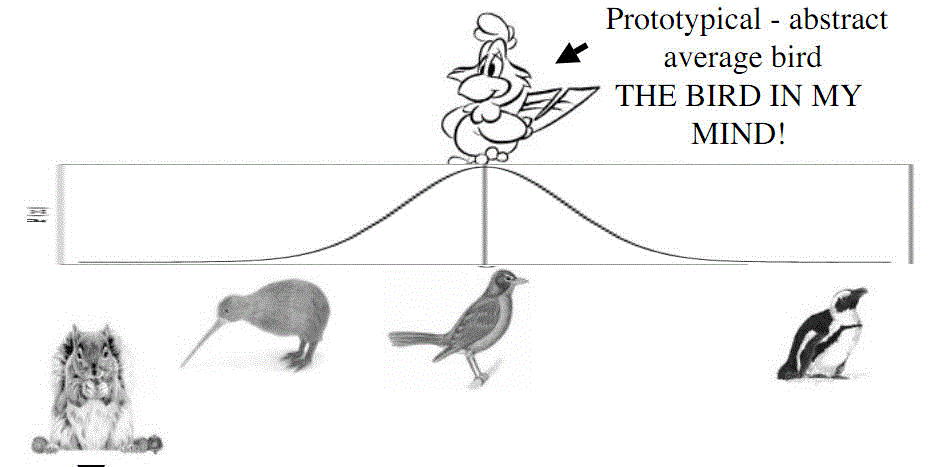 Prototypical - abstract
average bird
THE BIRD IN MY
MIND!